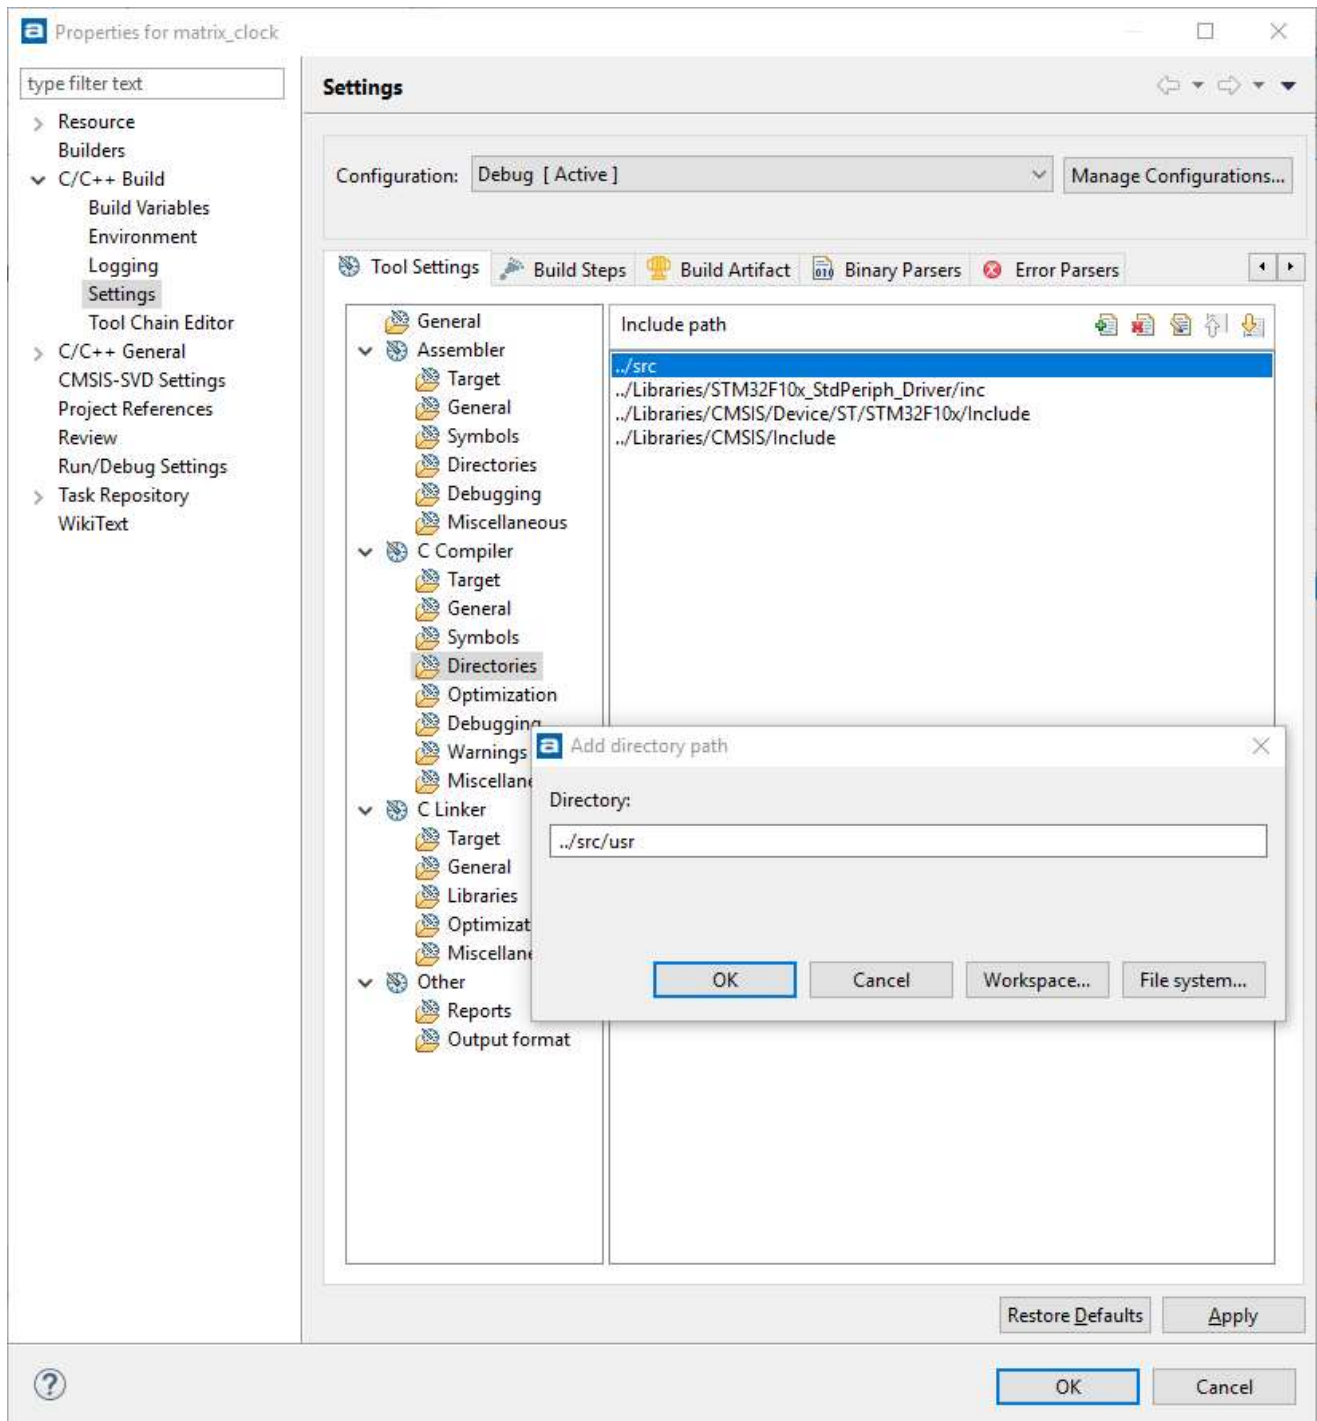 Properties for matrix_clock
type filter text
Resource
Builders
C/C++ Build
Build Variables
Environment
Logging
Settings
Tool Chain Editor
C/C++ General
CMSIS-SVD Settings
Project References
Review
Run/Debug Settings
Task Repository
WikiText
Settings
Configuration: Debug [ Active ] Manage Configurations...
Tool Settings Build Steps Build Artifact Binary Parsers Error Parsers
General
Assembler
Target
General
Symbols
Directories
Debugging
Miscellaneous
C Compiler
Target
General
Symbols
Directories
Optimization
Debugging
Warnings
Miscellane
C Linker
Target
General
Libraries
Optimizat
Miscellane
Other
Reports
Output format
Include path
../src
../Libraries/STM32F10x_StdPeriph_Driver/inc
../Libraries/CMSIS/Device/ST/STM32F10x/Include
../Libraries/CMSIS/Include
Add directory path
Directory:
../src/usr
OK Cancel Workspace... File system...
Restore Defaults Apply
OK Cancel